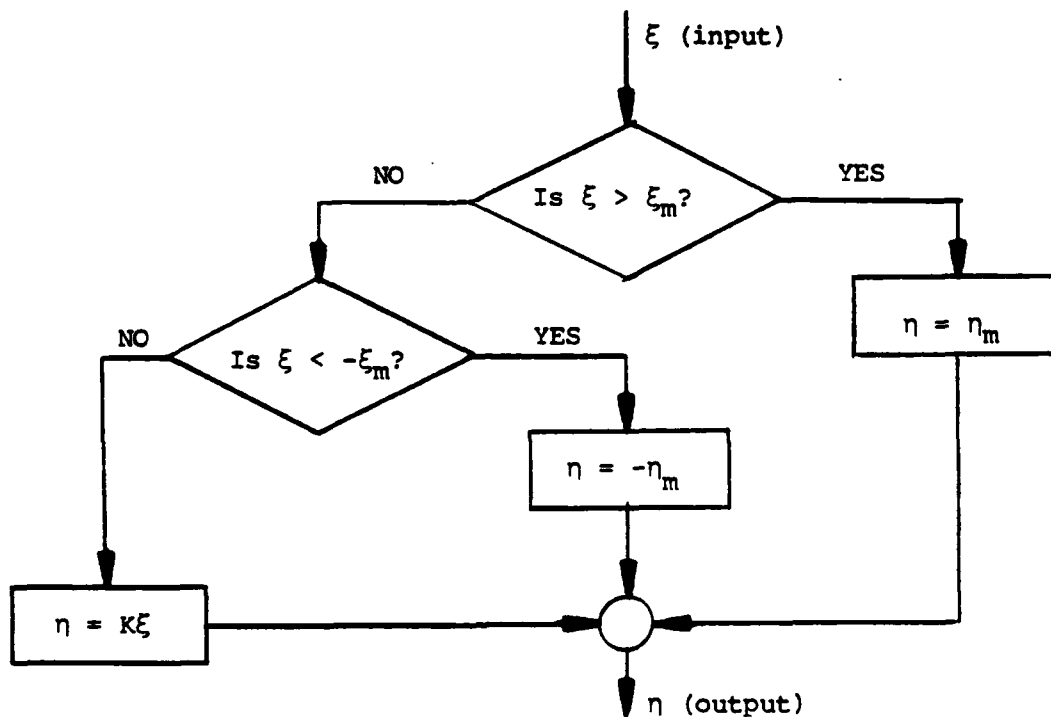 ξ (input)
NO
YES
Is ξ > ξm?
NO
YES
η = ηm
Is ξ < -ξm?
η = -ηm
η = Kξ
η (output)